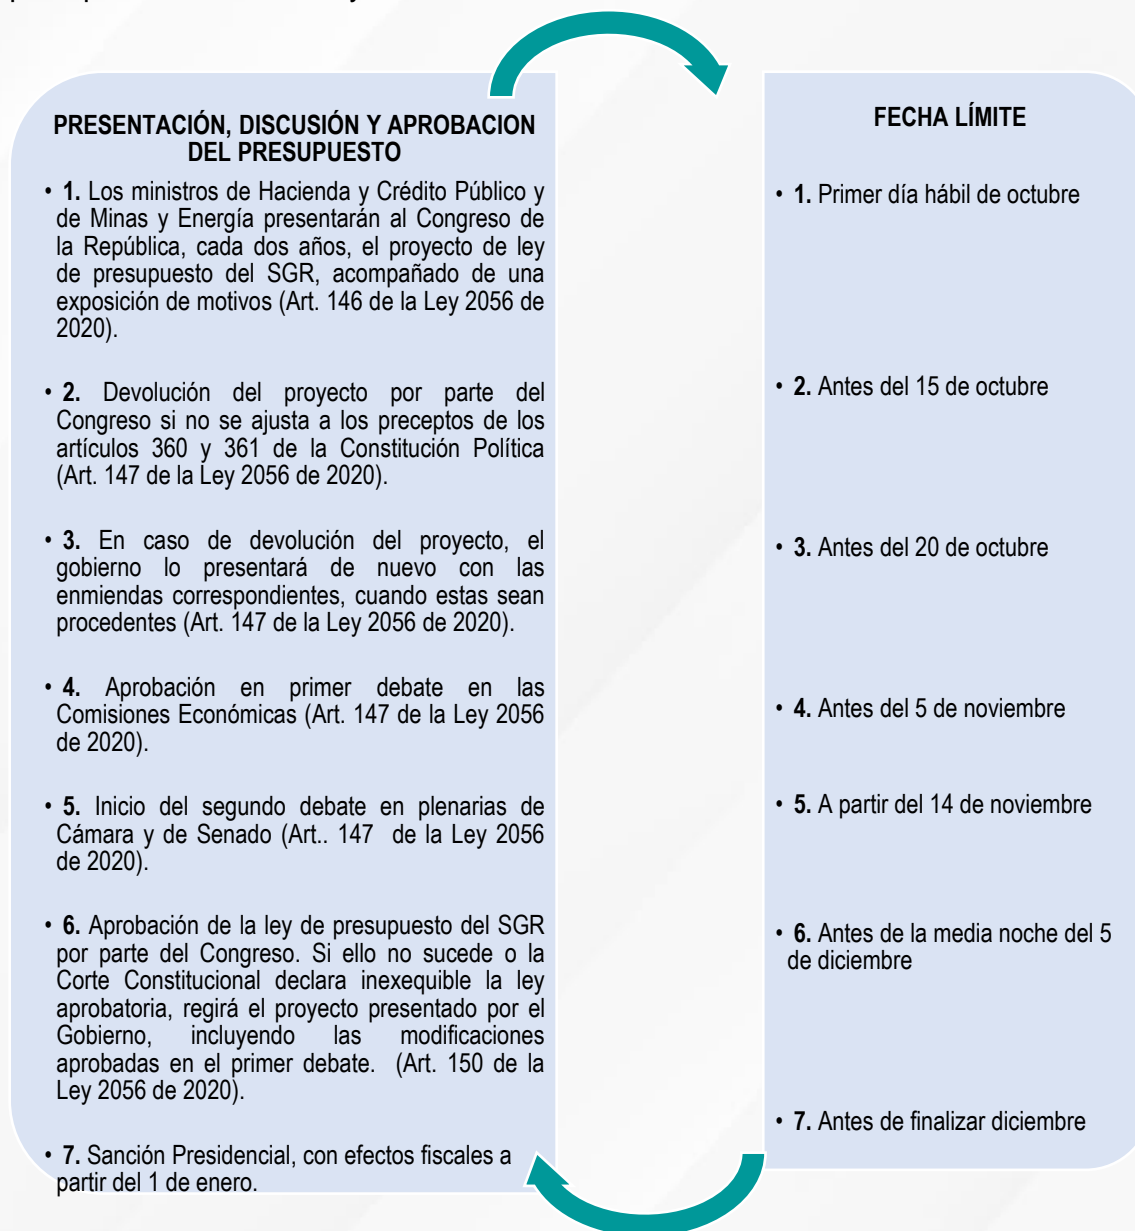 PRESENTACIÓN, DISCUSIÓN Y APROBACION
DEL PRESUPUESTO
• 1. Los ministros de Hacienda y Crédito Público y
de Minas y Energía presentarán al Congreso de
la República, cada dos años, el proyecto de ley
de presupuesto del SGR, acompañado de una
exposición de motivos (Art. 146 de la Ley 2056 de
2020).
• 2. Devolución del proyecto por parte del
Congreso si no se ajusta a los preceptos de los
artículos 360 y 361 de la Constitución Política
(Art. 147 de la Ley 2056 de 2020).
• 3. En caso de devolución del proyecto, el
gobierno lo presentará de nuevo con las
enmiendas correspondientes, cuando estas sean
procedentes (Art. 147 de la Ley 2056 de 2020).
• 4. Aprobación en primer debate en las
Comisiones Económicas (Art. 147 de la Ley 2056
de 2020).
• 5. Inicio del segundo debate en plenarias de
Cámara y de Senado (Art.. 147 de la Ley 2056
de 2020).
• 6. Aprobación de la ley de presupuesto del SGR
por parte del Congreso. Si ello no sucede o la
Corte Constitucional declara inexequible la ley
aprobatoria, regirá el proyecto presentado por el
Gobierno, incluyendo las modificaciones
aprobadas en el primer debate. (Art. 150 de la
Ley 2056 de 2020).
• 7. Sanción Presidencial, con efectos fiscales a
partir del 1 de enero.
FECHA LÍMITE
• 1. Primer día hábil de octubre
• 2. Antes del 15 de octubre
• 3. Antes del 20 de octubre
• 4. Antes del 5 de noviembre
• 5. A partir del 14 de noviembre
• 6. Antes de la media noche del 5
de diciembre
• 7. Antes de finalizar diciembre